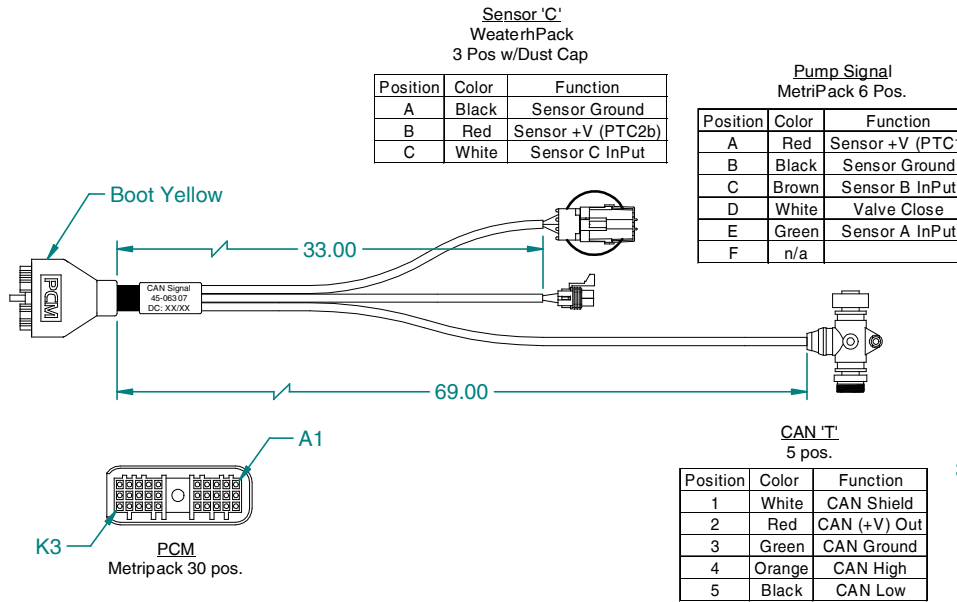 Sensor 'C'
WeaterhPack
3 Pos w/Dust Cap
Position Color Function
A Black Sensor Ground
B Red Sensor +V (PTC2b)
C White Sensor C InPut
Pump Signal
MetriPack 6 Pos.
Position Color Function
A Red Sensor +V
B Black Sensor Ground
C Brown Sensor B InPut
D White Valve Close
E Green Sensor A InPut
F n/a
Boot Yellow
33.00
PCM
CAN Signal
45-06307
DC: XX/XX
69.00
A1
K3
PCM
Metripack 30 pos.
CAN 'T'
5 pos.
Position Color Function
1 White CAN Shield
2 Red CAN (+V) Out
3 Green CAN Ground
4 Orange CAN High
5 Black CAN Low